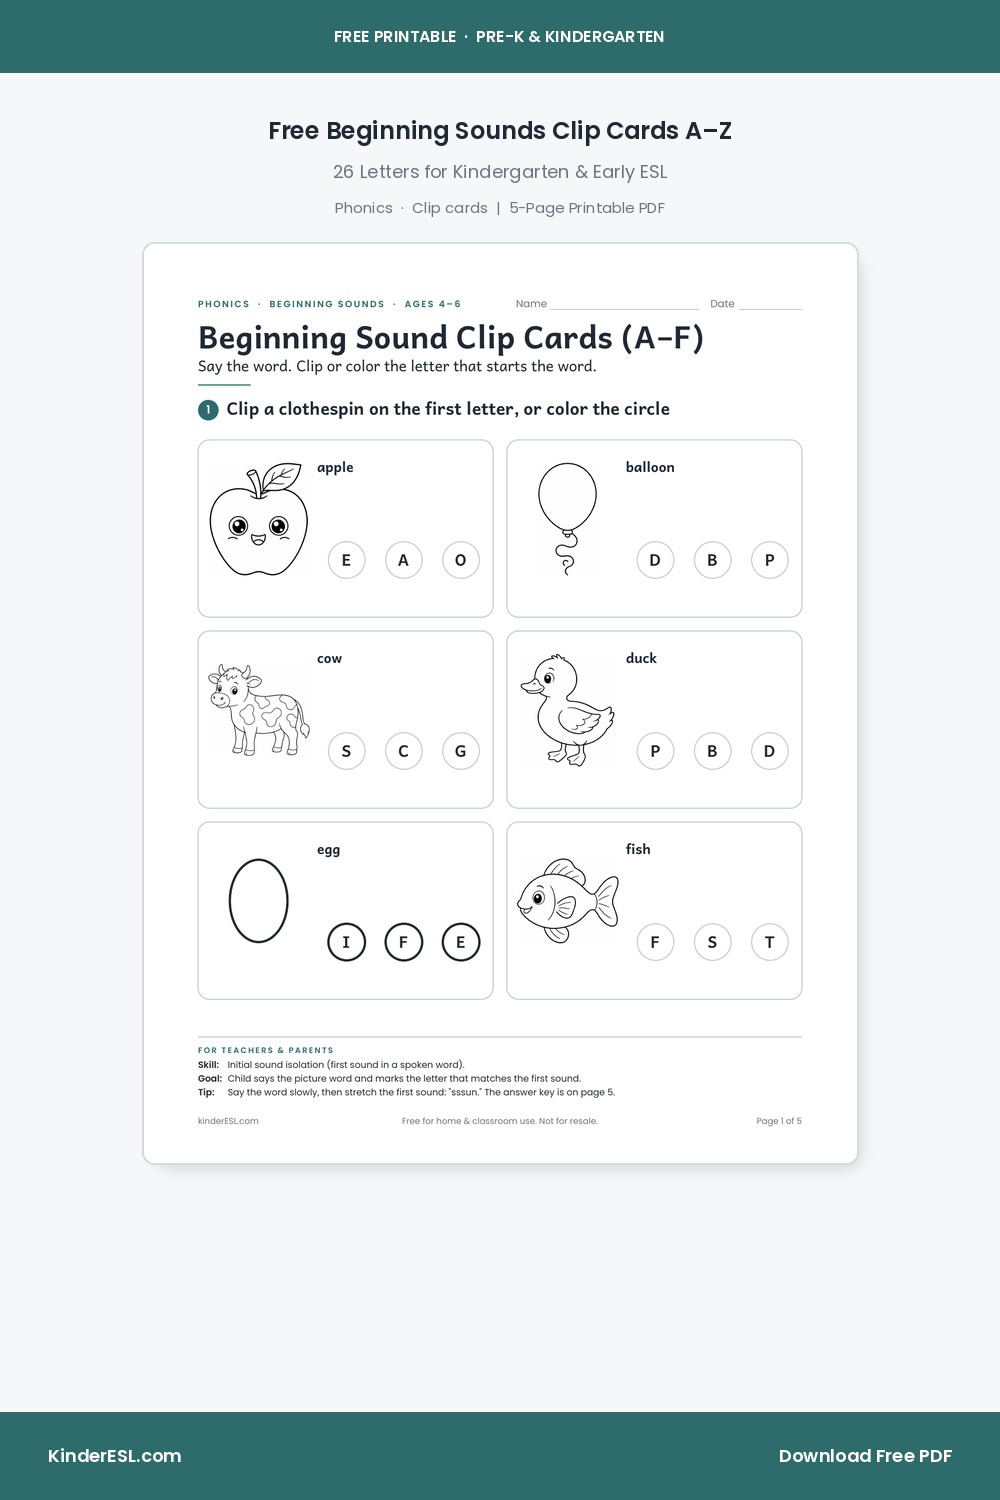 FREE PRINTABLE · PRE-K & KINDERGARTEN
Free Beginning Sounds Clip Cards A–Z
26 Letters for Kindergarten & Early ESL
Phonics · Clip cards | 5-Page Printable PDF
PHONICS · BEGINNING SOUNDS · AGES 4–6 Name Date
Beginning Sound Clip Cards (A–F)
Say the word. Clip or color the letter that starts the word.
1 Clip a clothespin on the first letter, or color the circle
apple
E A O
balloon
D B P
cow
S C G
duck
P B D
egg
I F E
fish
F S T
FOR TEACHERS & PARENTS
Skill: Initial sound isolation (first sound in a spoken word).
Goal: Child says the picture word and marks the letter that matches the first sound.
Tip: Say the word slowly, then stretch the first sound: "sssun." The answer key is on page 5.
kinderESL.com Free for home & classroom use. Not for resale. Page 1 of 5
KinderESL.com Download Free PDF